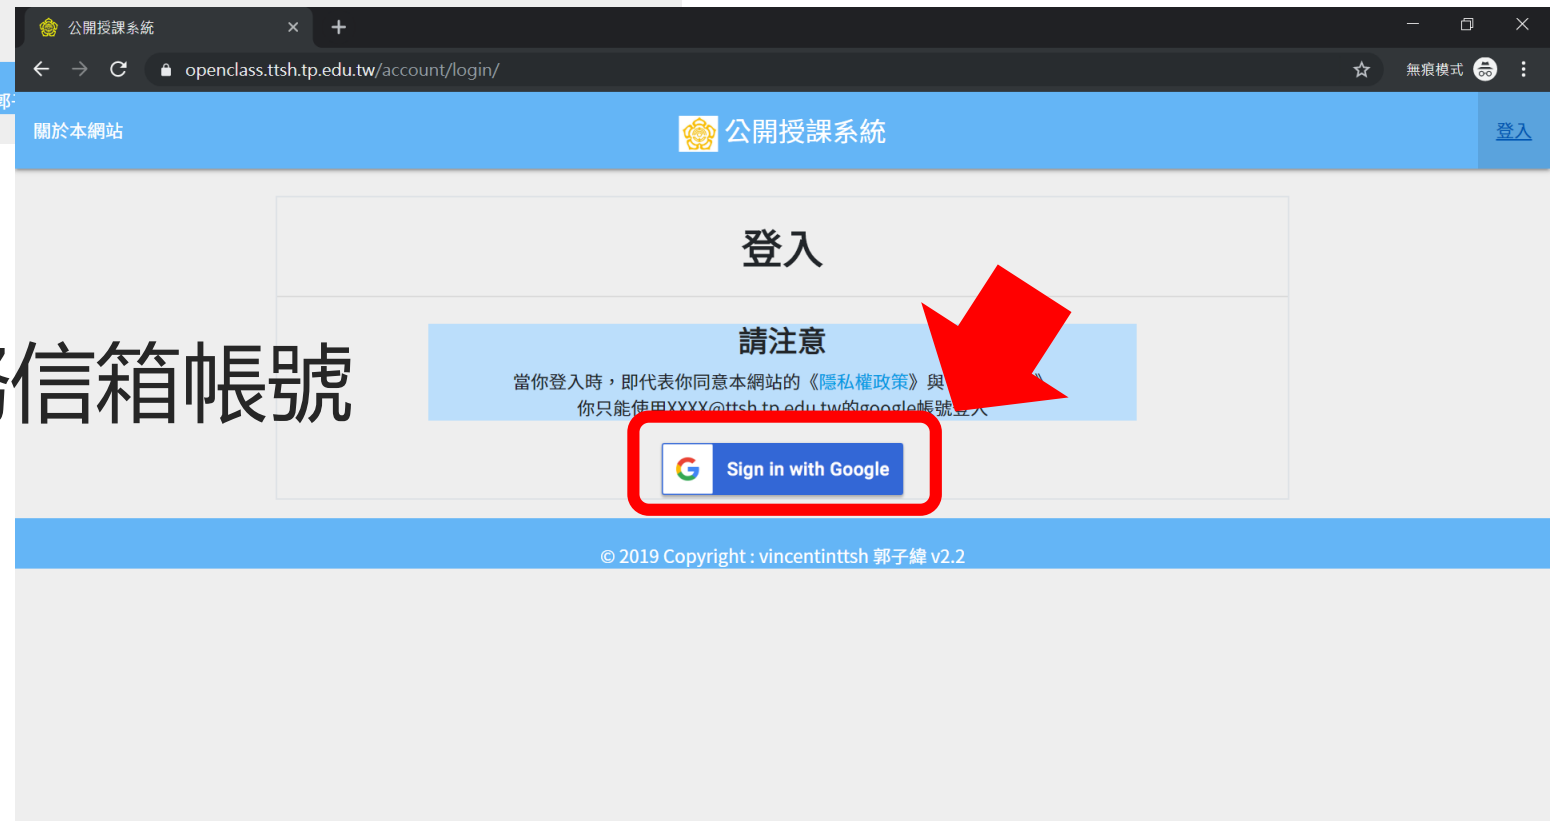 公開授課系統
openclass.ttsh.tp.edu.tw/account/login/
無痕模式
關於本網站
公開授課系統
登入
登入
請注意
當你登入時，即代表你同意本網站的《隱私權政策》與
你只能使用XXXX@ttsh.tp.edu.tw的google帳號登入
信箱帳號
G Sign in with Google
© 2019 Copyright : vincentinttsh 郭子緯 v2.2